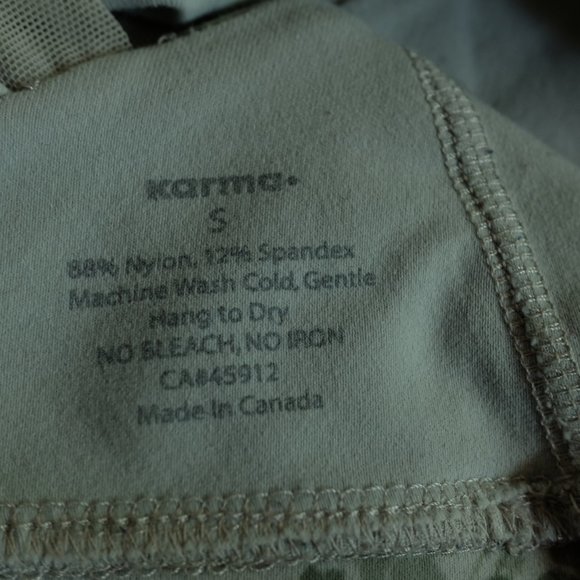 karma•
S
88% Nylon, 12% Spandex
Machine Wash Cold, Gentle
Hang to Dry
NO BLEACH, NO IRON
CA#45912
Made In Canada